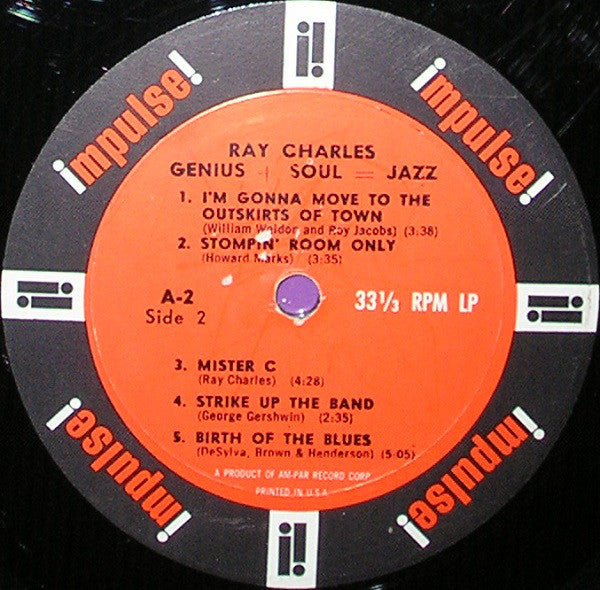 impulse!
impulse!
RAY CHARLES
GENIUS + SOUL = JAZZ
1. I'M GONNA MOVE TO THE
OUTSKIRTS OF TOWN
(William Weldon and Roy Jacobs) (3:38)
2. STOMPIN' ROOM ONLY
(Howard Marks) (3:35)
A-2
Side 2
33⅓ RPM LP
3. MISTER C
(Ray Charles) (4:28)
4. STRIKE UP THE BAND
(George Gershwin) (2:35)
5. BIRTH OF THE BLUES
(DeSylva, Brown & Henderson) (5:05)
A PRODUCT OF AM-PAR RECORD CORP.
PRINTED IN U.S.A.
impulse!
impulse!